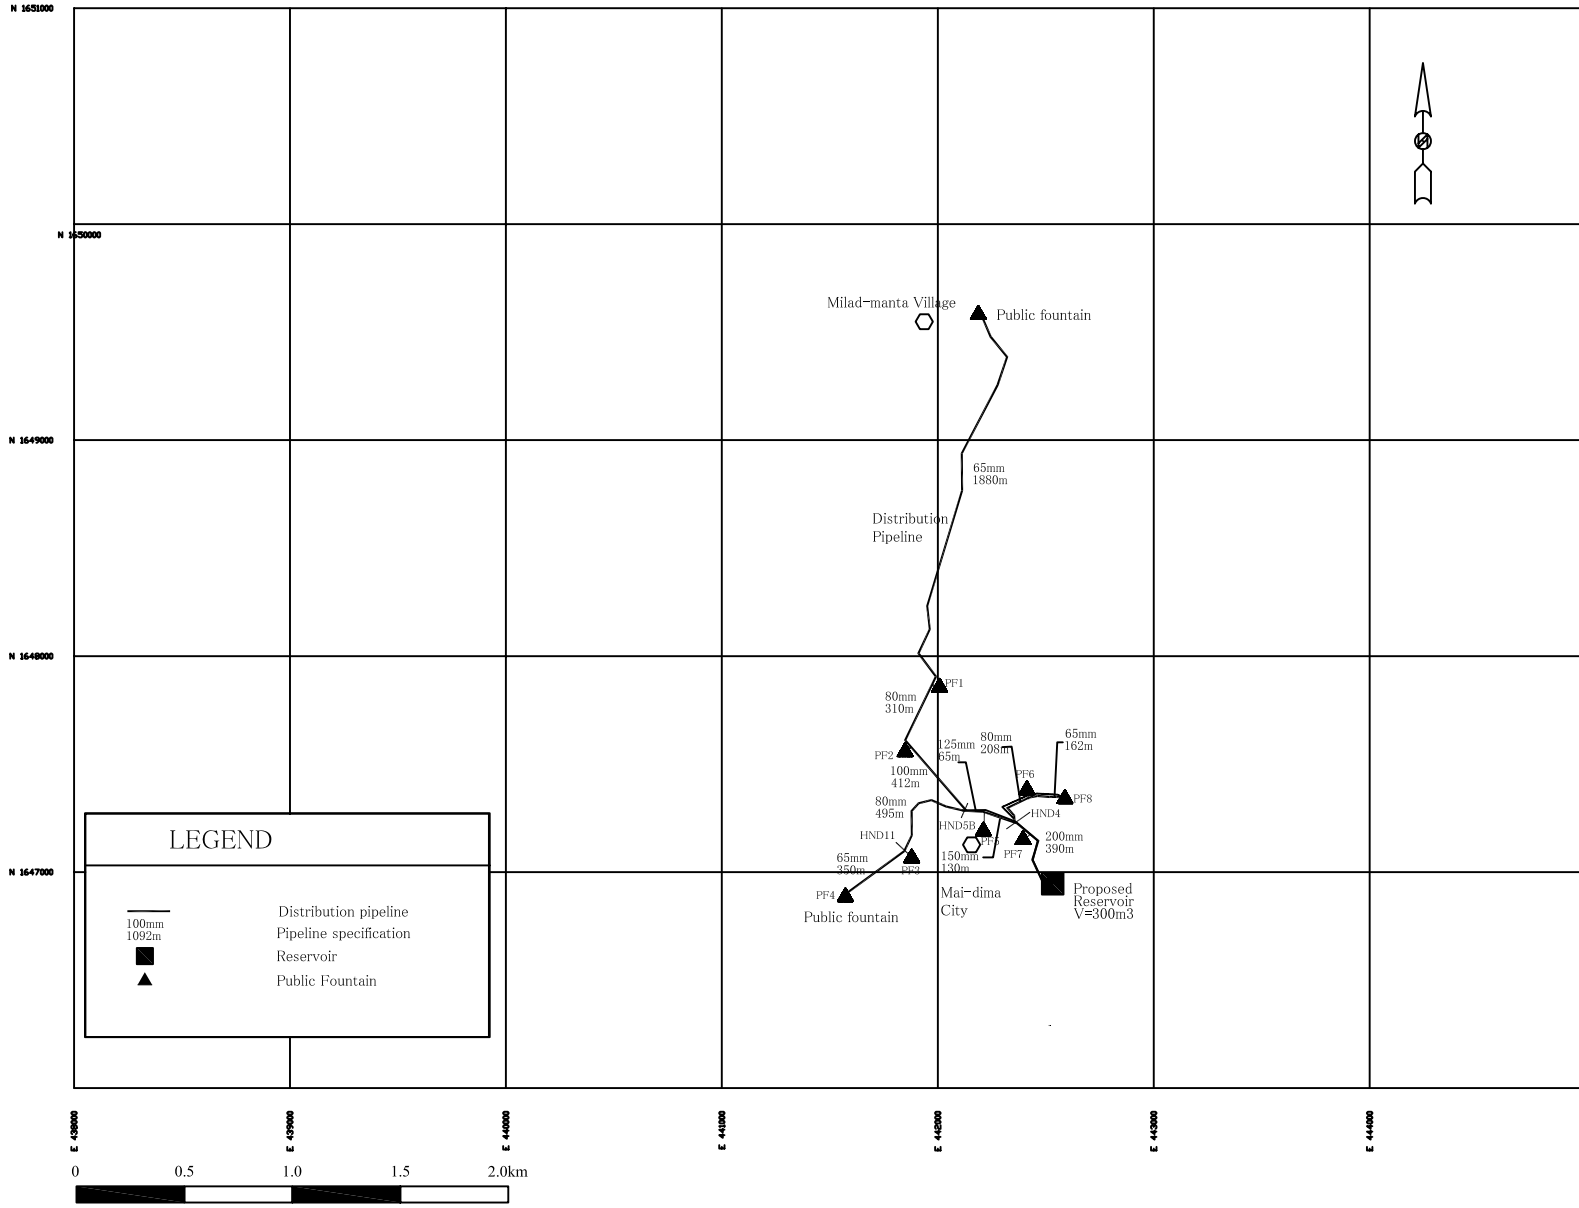 N 1651000
N 1650000
Milad-manta Village
Public fountain
N 1649000
65mm
1880m
Distribution
Pipeline
N 1648000
PF1
80mm
310m
PF2
100mm
412m
125mm
65m
80mm
208m
65mm
162m
PF6
PF8
80mm
495m
HND11
HND5B
HND4
PF5
PF7
200mm
390m
150mm
130m
65mm
350m
PF3
N 1647000
PF4
Public fountain
Mai-dima
City
Proposed
Reservoir
V=300m3
LEGEND
Distribution pipeline
100mm
1092m
Pipeline specification
Reservoir
Public Fountain
E 438000
E 439000
E 440000
E 441000
E 442000
E 443000
E 444000
0 0.5 1.0 1.5 2.0km
N